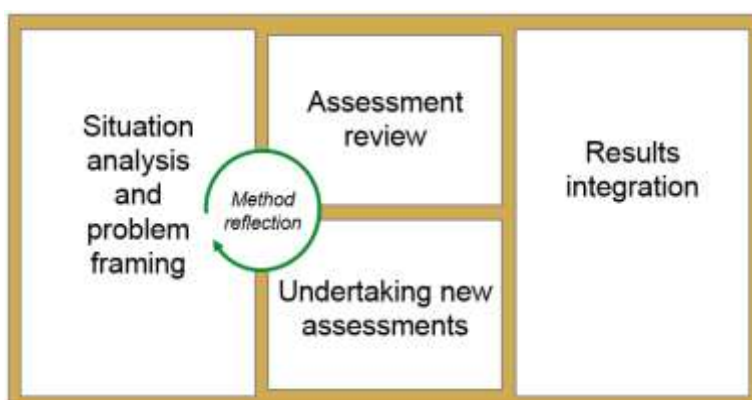 Situation
analysis
and
problem
framing
Method
reflection
Assessment
review
Undertaking new
assessments
Results
integration